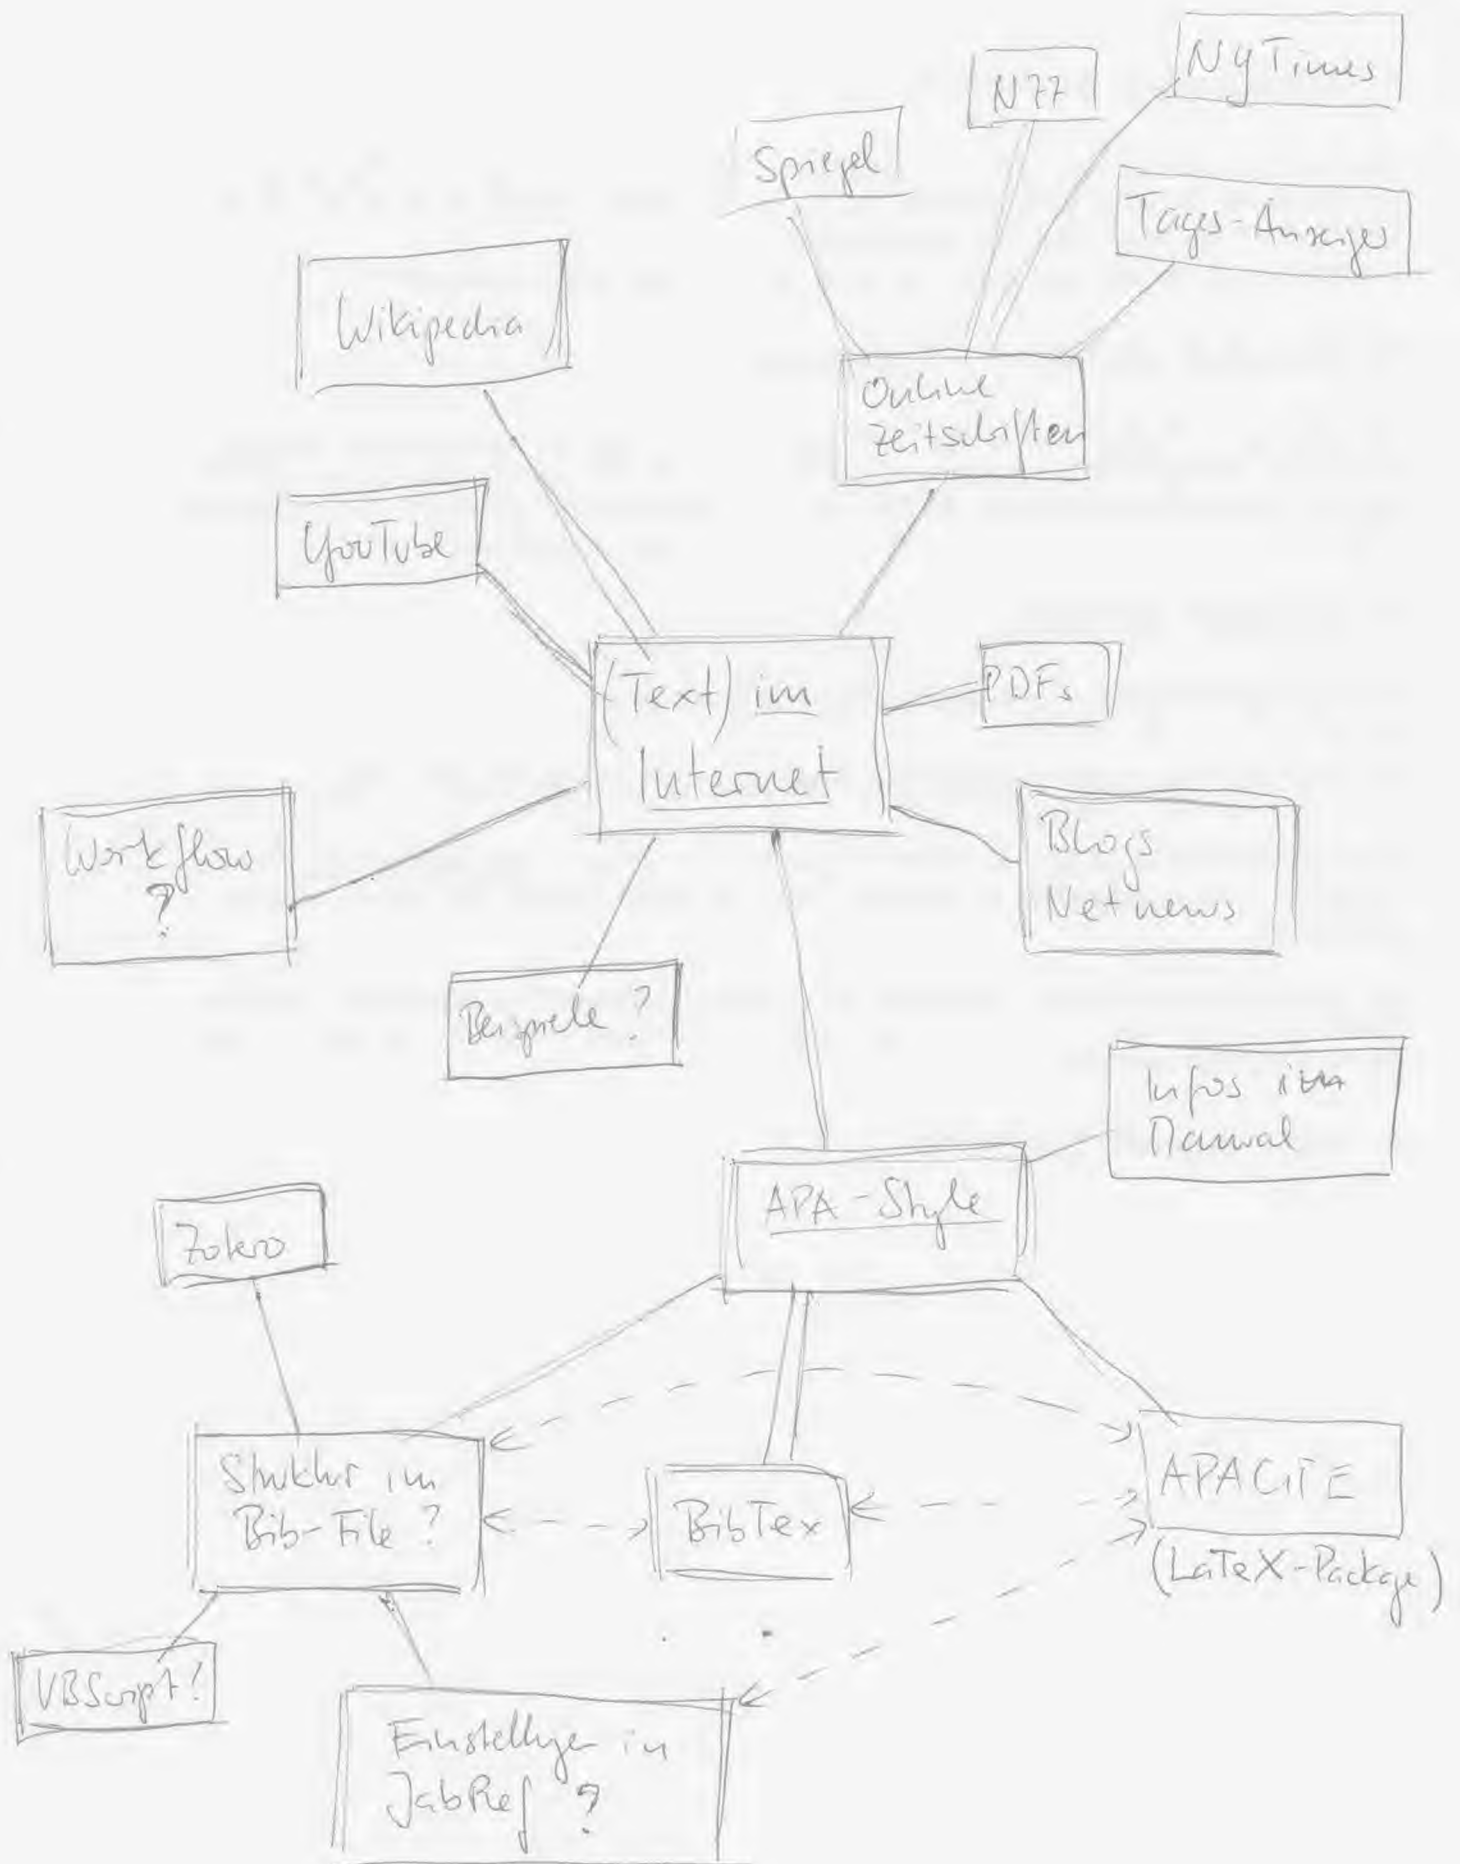 NYTimes
NZZ
Spiegel
Tages-Anzeiger
Wikipedia
Online
Zeitschriften
YouTube
(Text) im
Internet
PDFs
Workflow
?
Blogs
Netnews
Beispiele ?
Infos im
Manual
APA-Style
Zotero
Struktur im
Bib-File ?
BibTex
APACITE
(LaTeX-Package)
VBScript?
Einstellungen in
JabRef ?